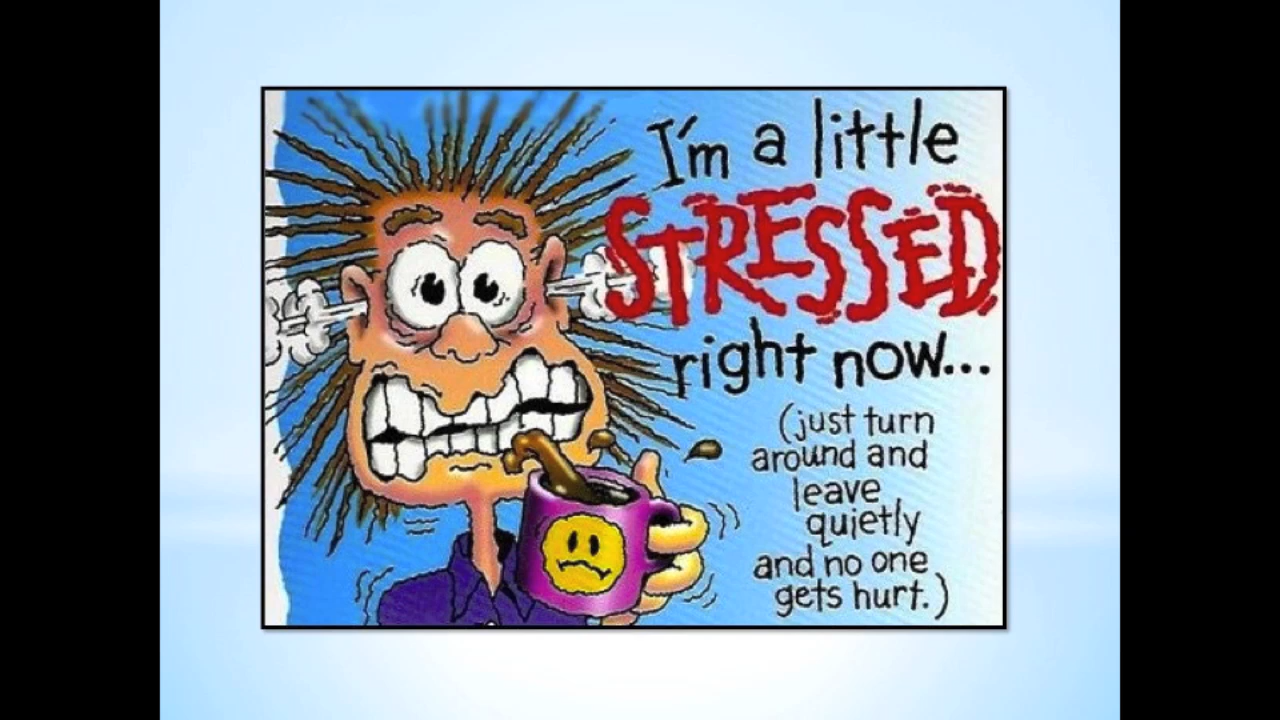 I'm a little
STRESSED
right now...
(just turn
around and
leave
quietly
and no one
gets hurt.)